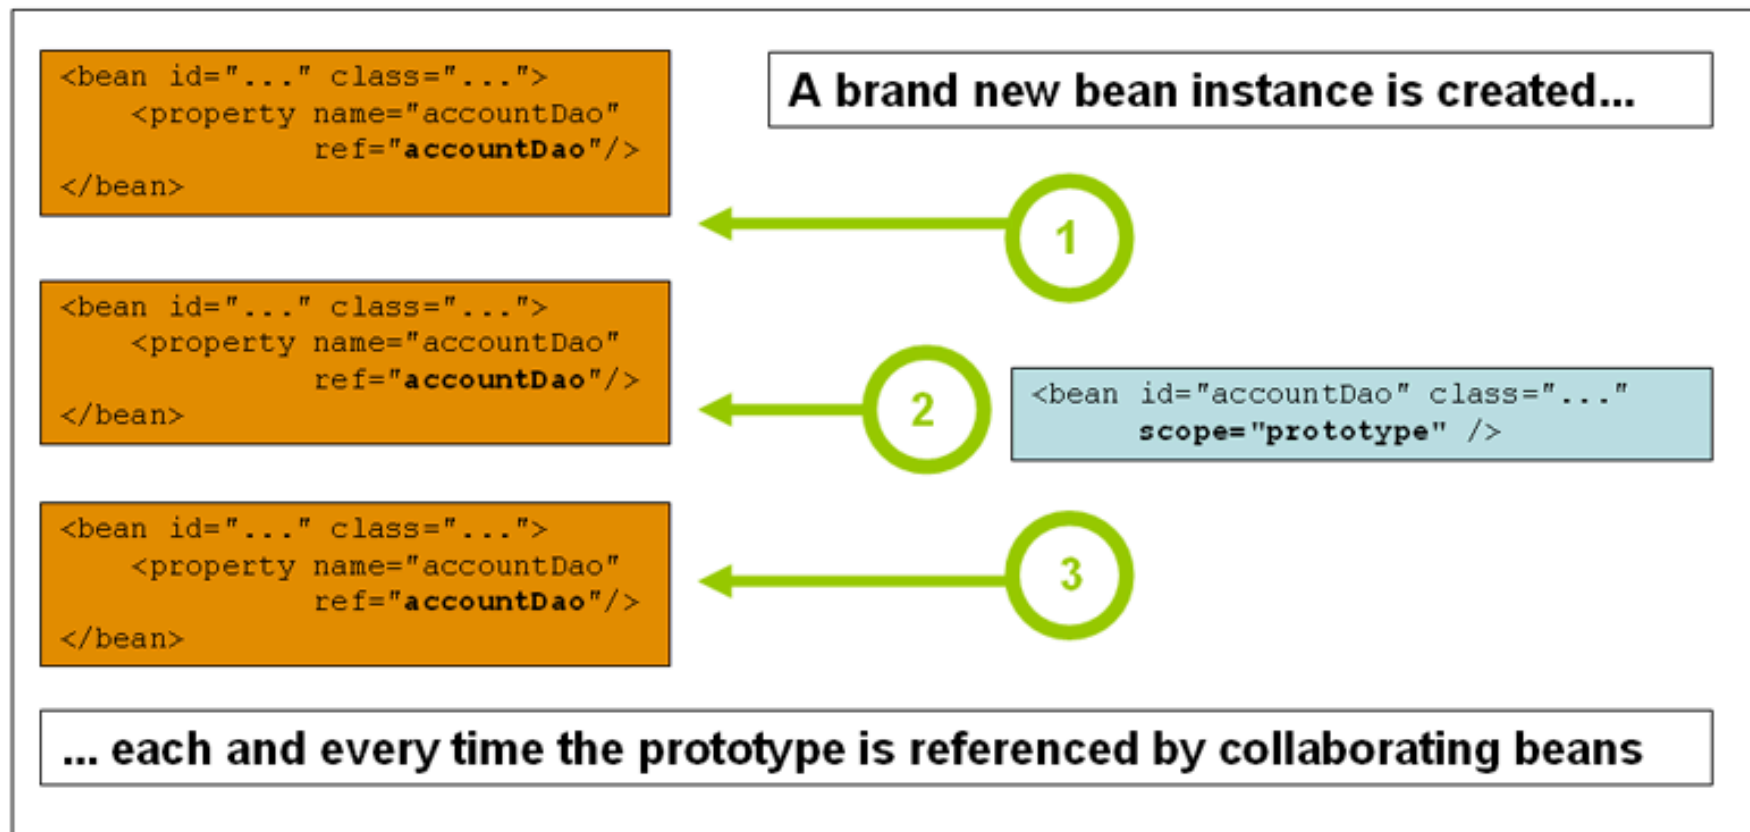 <bean id="..." class="...">
<property name="accountDao"
ref="accountDao"/>
</bean>
A brand new bean instance is created...
1
<bean id="..." class="...">
<property name="accountDao"
ref="accountDao"/>
</bean>
2
<bean id="accountDao" class="..."
scope="prototype" />
<bean id="..." class="...">
<property name="accountDao"
ref="accountDao"/>
</bean>
3
... each and every time the prototype is referenced by collaborating beans